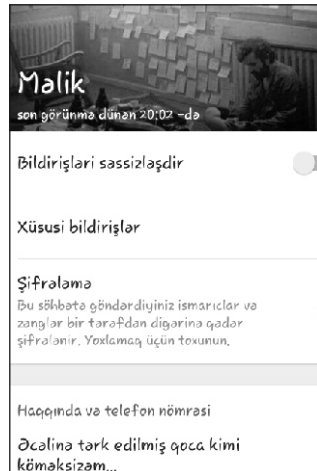 Məlik
son görünmə dünən 20:02 -də
Bildirişləri səssizləşdir
Xüsusi bildirişlər
Şifrələmə
Bu söhbətə göndərdiyiniz ismarıclar və
zənglər bir tərəfdən digərinə qədər
şifrələnir. Yoxlamaq üçün toxunun.
Haqqında və telefon nömrəsi
Əcəlinə tərk edilmiş qoca kimi
köməksizəm...